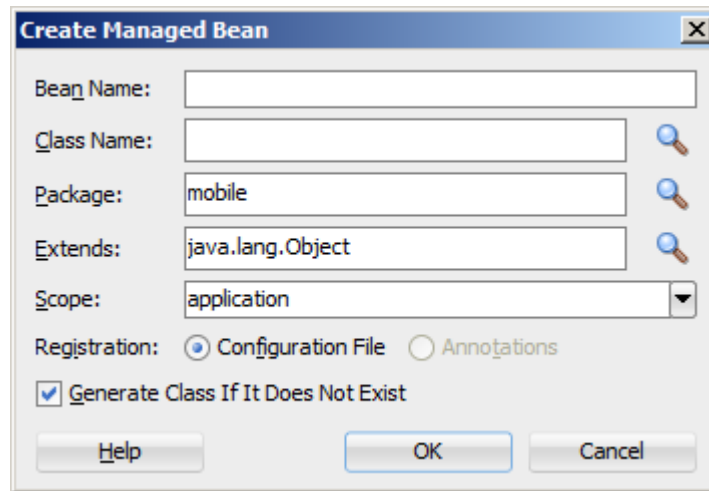 Create Managed Bean
Bean Name:
Class Name:
Package: mobile
Extends: java.lang.Object
Scope: application
Registration: Configuration File Annotations
Generate Class If It Does Not Exist
Help OK Cancel